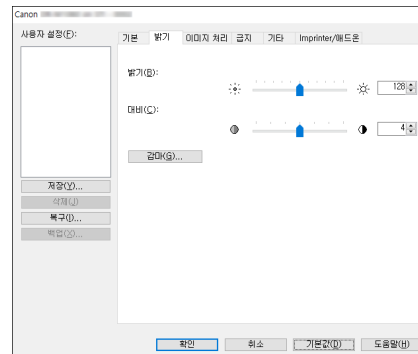 Canon
사용자 설정(F):
기본 밝기 이미지 처리 급지 기타 Imprinter/애드온
밝기(B):
128
대비(C):
4
감마(G)...
저장(V)...
삭제(J)
복구(I)...
백업(X)...
확인 취소 기본값(D) 도움말(H)